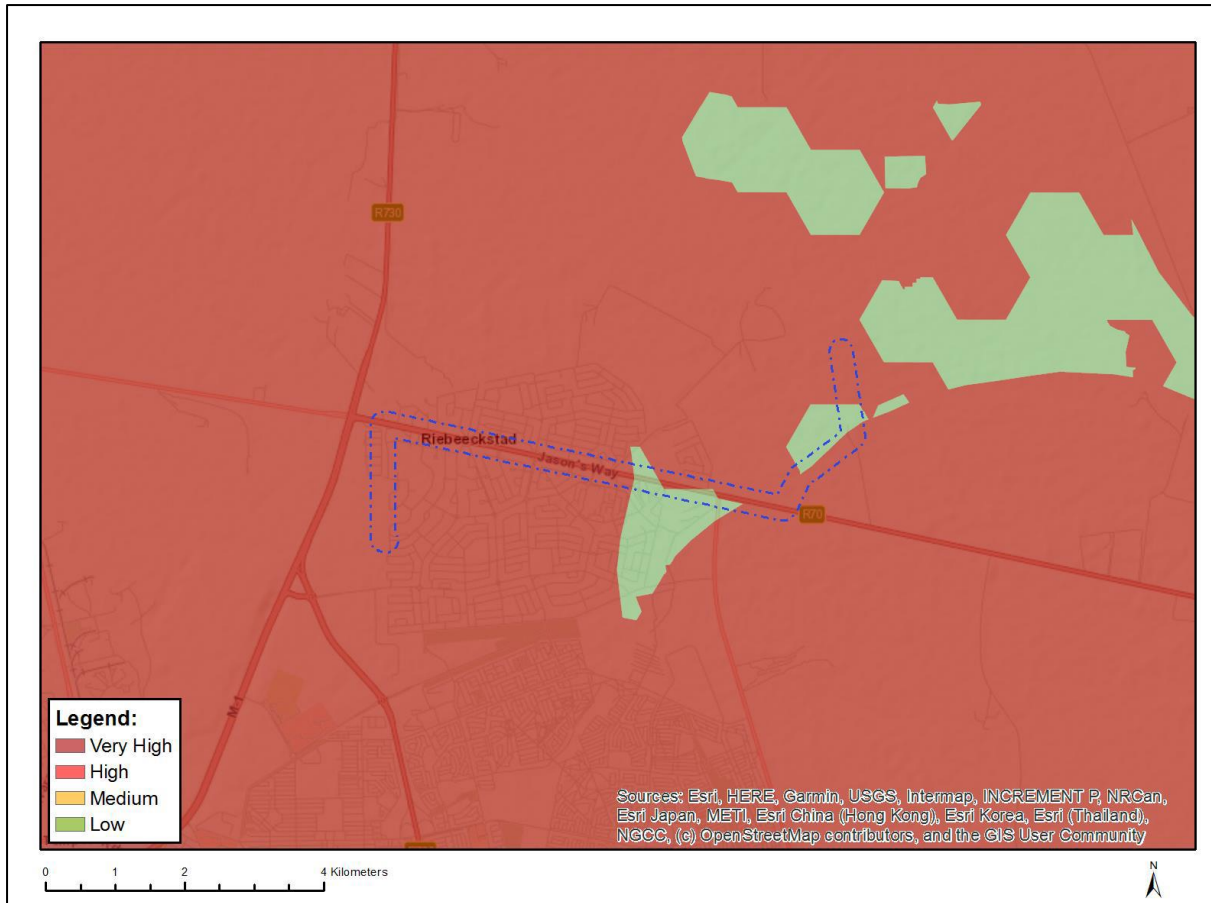 R730
Riebeeckstad
Jason's Way
R70
M-1
Legend:
Very High
High
Medium
Low
Sources: Esri, HERE, Garmin, USGS, Intermap, INCREMENT P, NRCan,
Esri Japan, METI, Esri China (Hong Kong), Esri Korea, Esri (Thailand),
NGCC, (c) OpenStreetMap contributors, and the GIS User Community
0 1 2 4 Kilometers
N